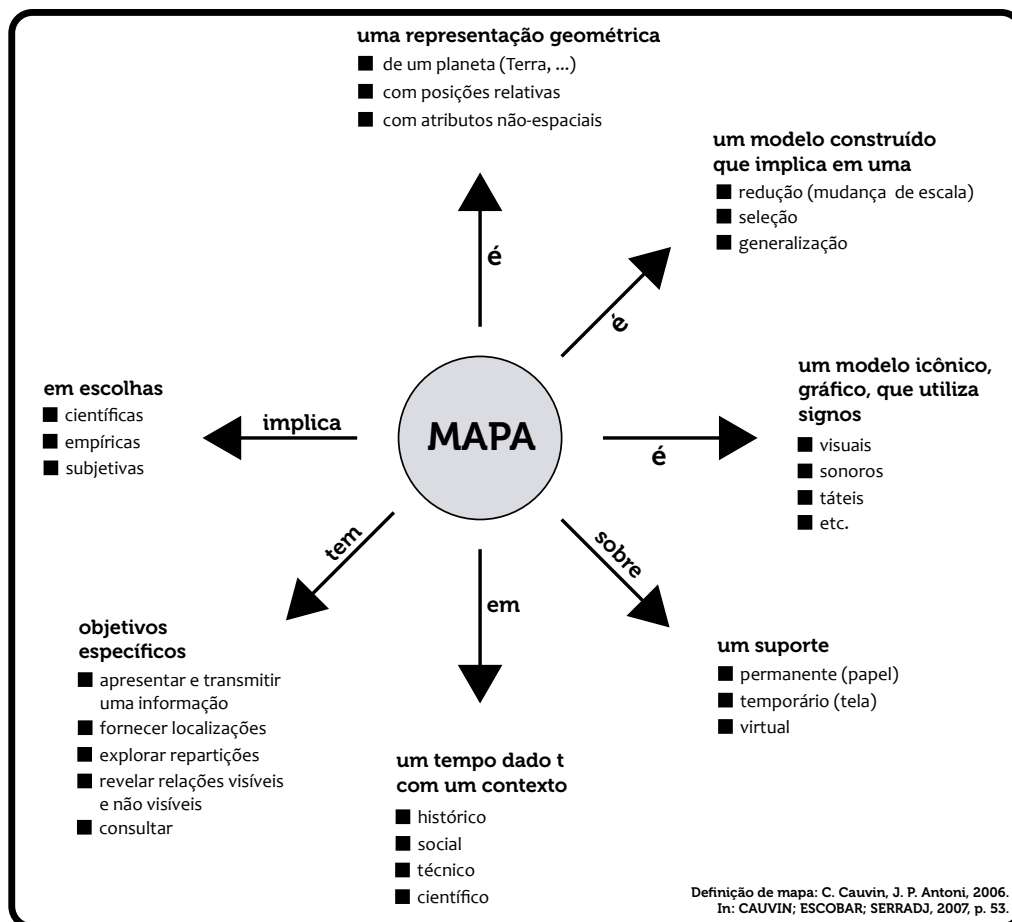 uma representação geométrica
■ de um planeta (Terra, ...)
■ com posições relativas
■ com atributos não-espaciais
é
um modelo construído
que implica em uma
■ redução (mudança de escala)
■ seleção
■ generalização
é
um modelo icônico,
gráfico, que utiliza
signos
■ visuais
■ sonoros
■ táteis
■ etc.
é
MAPA
em escolhas
■ científicas
■ empíricas
■ subjetivas
implica
tem
objetivos
específicos
■ apresentar e transmitir
uma informação
■ fornecer localizações
■ explorar repartições
■ revelar relações visíveis
e não visíveis
■ consultar
em
um tempo dado t
com um contexto
■ histórico
■ social
■ técnico
■ científico
sobre
um suporte
■ permanente (papel)
■ temporário (tela)
■ virtual
Definição de mapa: C. Cauvin, J. P. Antoni, 2006.
In: CAUVIN; ESCOBAR; SERRADJ, 2007, p. 53.